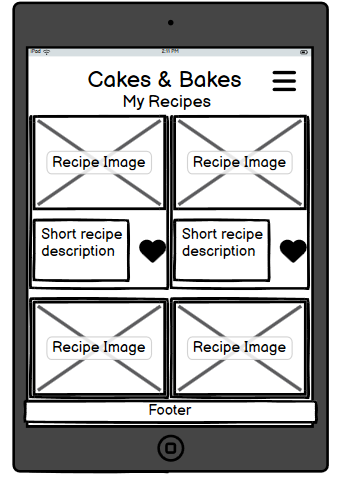 iPad 2:11 PM
Cakes & Bakes
My Recipes
Recipe Image Recipe Image
Short recipe description Short recipe description
Recipe Image Recipe Image
Footer